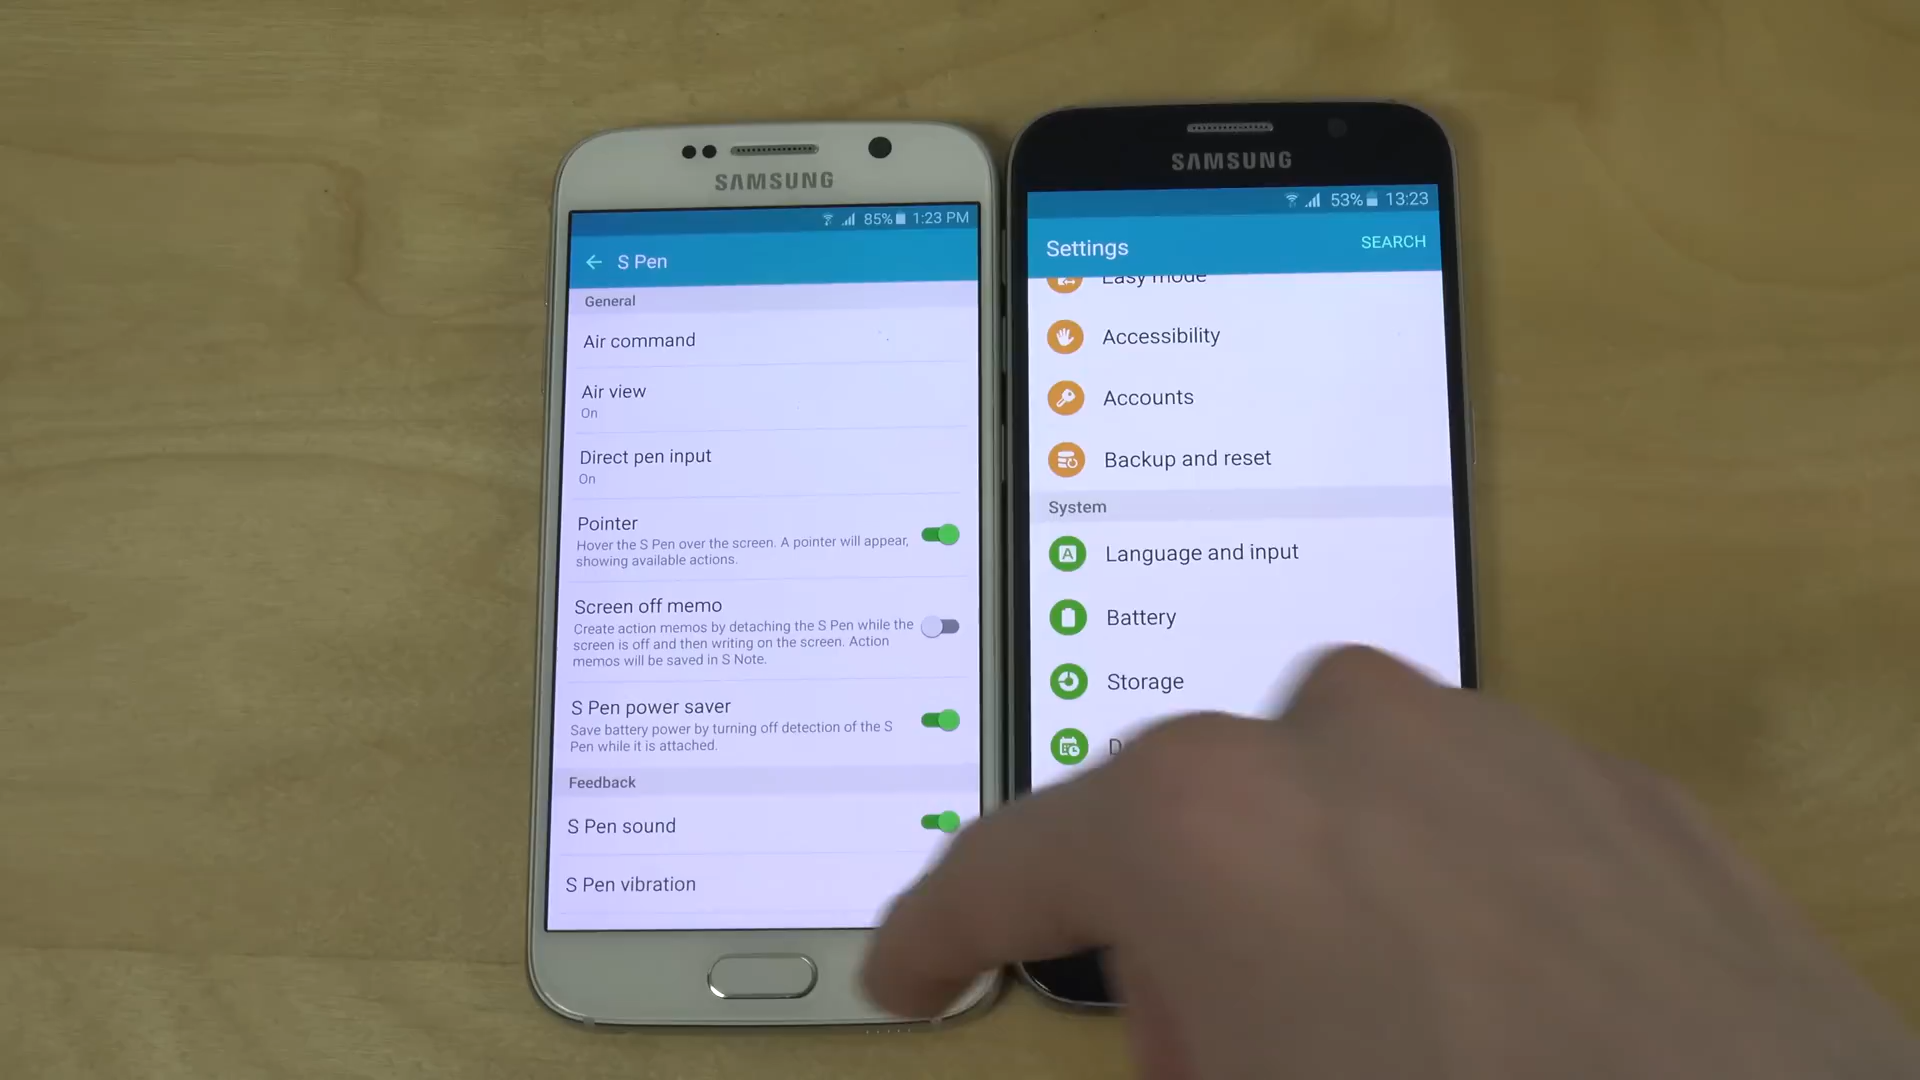 SAMSUNG
85% 1:23 PM
S Pen
General
Air command
Air view
On
Direct pen input
On
Pointer
Hover the S Pen over the screen. A pointer will appear,
showing available actions.
Screen off memo
Create action memos by detaching the S Pen while the
screen is off and then writing on the screen. Action
memos will be saved in S Note.
S Pen power saver
Save battery power by turning off detection of the S
Pen while it is attached.
Feedback
S Pen sound
S Pen vibration
SAMSUNG
53% 13:23
Settings SEARCH
Easy mode
Accessibility
Accounts
Backup and reset
System
A Language and input
Battery
Storage